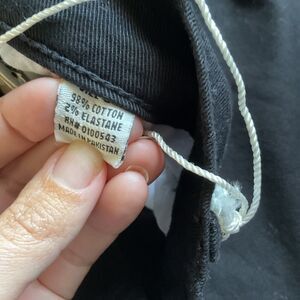 98% COTTON
2% ELASTANE
RN# 0100543
MADE IN PAKISTAN